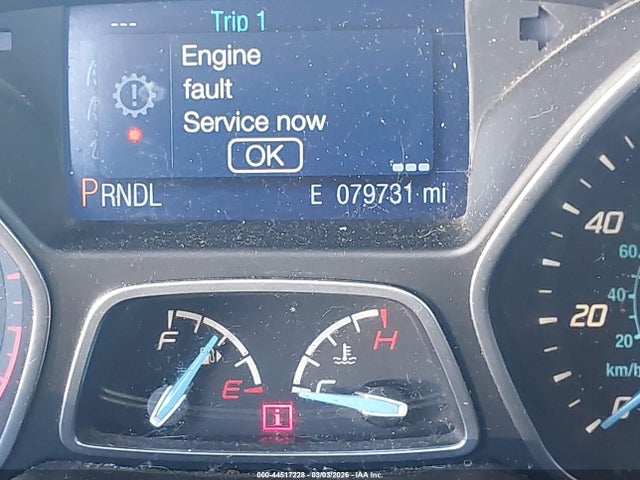 --- Trip 1
Engine
fault
Service now
OK
PRNDL E 079731 mi
40
60
40
20
20
km/h
F H
E C
i
0
000-44517228 - 03/03/2026 - IAA Inc.